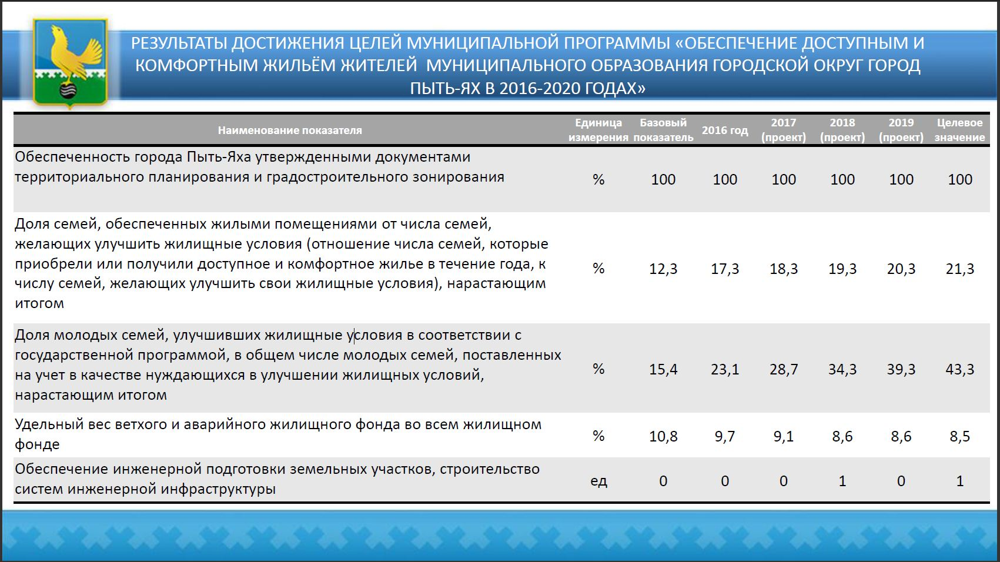 РЕЗУЛЬТАТЫ ДОСТИЖЕНИЯ ЦЕЛЕЙ МУНИЦИПАЛЬНОЙ ПРОГРАММЫ «ОБЕСПЕЧЕНИЕ ДОСТУПНЫМ И
КОМФОРТНЫМ ЖИЛЬЁМ ЖИТЕЛЕЙ МУНИЦИПАЛЬНОГО ОБРАЗОВАНИЯ ГОРОДСКОЙ ОКРУГ ГОРОД
ПЫТЬ-ЯХ В 2016-2020 ГОДАХ»
Наименование показателя
Единица
измерения
Базовый
показатель
2016 год
2017
(проект)
2018
(проект)
2019
(проект)
Целевое
значение
Обеспеченность города Пыть-Яха утвержденными документами
территориального планирования и градостроительного зонирования
% 100 100 100 100 100 100
Доля семей, обеспеченных жилыми помещениями от числа семей,
желающих улучшить жилищные условия (отношение числа семей, которые
приобрели или получили доступное и комфортное жилье в течение года, к
числу семей, желающих улучшить свои жилищные условия), нарастающим
итогом
% 12,3 17,3 18,3 19,3 20,3 21,3
Доля молодых семей, улучшивших жилищные условия в соответствии с
государственной программой, в общем числе молодых семей, поставленных
на учет в качестве нуждающихся в улучшении жилищных условий,
нарастающим итогом
% 15,4 23,1 28,7 34,3 39,3 43,3
Удельный вес ветхого и аварийного жилищного фонда во всем жилищном
фонде
% 10,8 9,7 9,1 8,6 8,6 8,5
Обеспечение инженерной подготовки земельных участков, строительство
систем инженерной инфраструктуры
ед 0 0 0 1 0 1